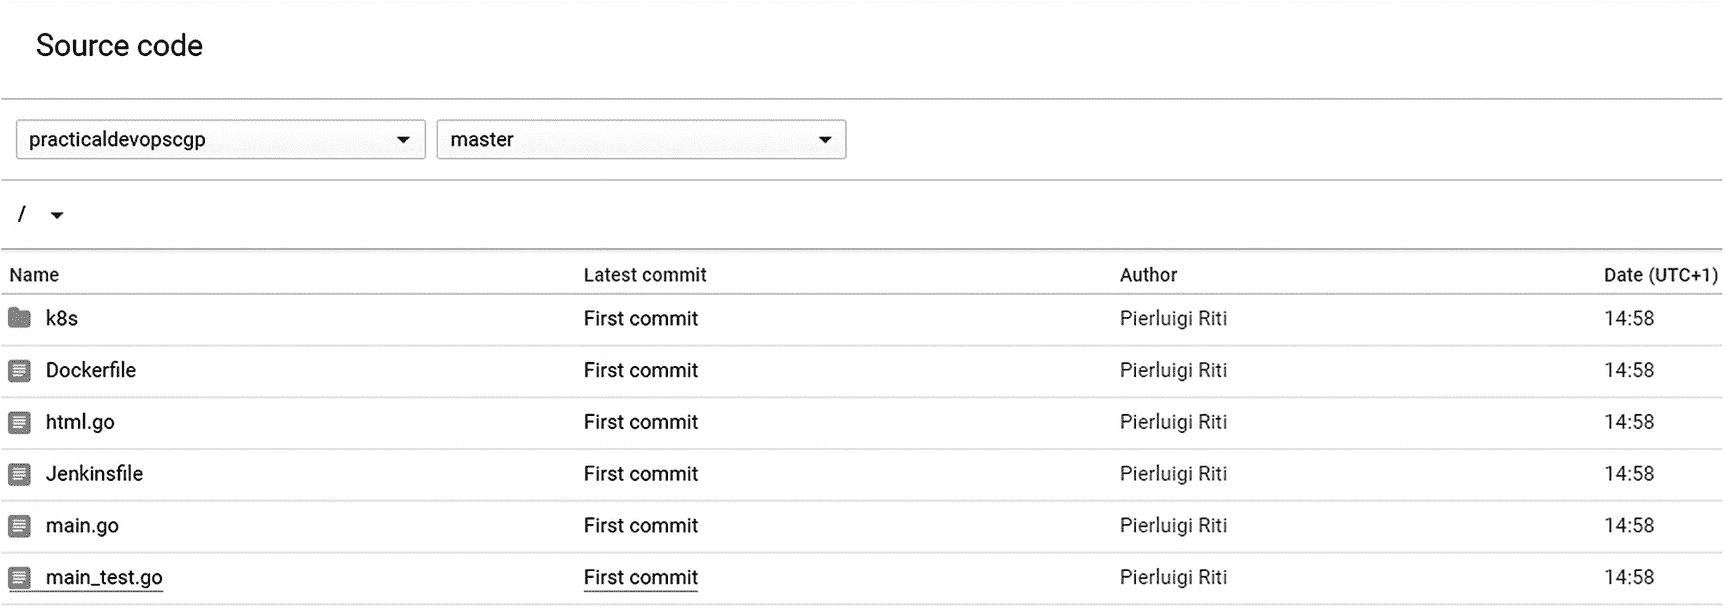 Source code
practicaldevopscgp master
/
Name Latest commit Author Date (UTC+1)
k8s First commit Pierluigi Riti 14:58
Dockerfile First commit Pierluigi Riti 14:58
html.go First commit Pierluigi Riti 14:58
Jenkinsfile First commit Pierluigi Riti 14:58
main.go First commit Pierluigi Riti 14:58
main_test.go First commit Pierluigi Riti 14:58